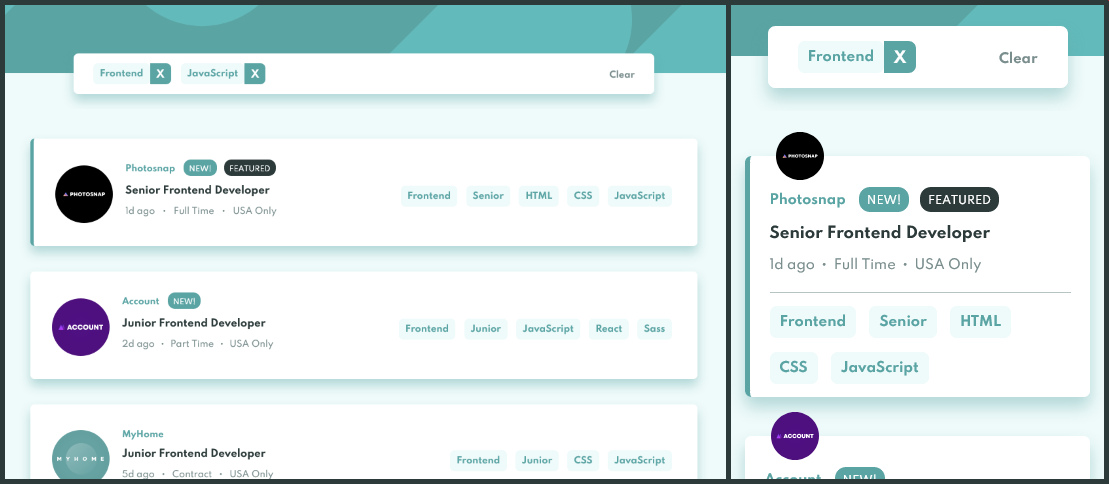 Frontend X JavaScript X Clear
PHOTOSNAP
Photosnap NEW! FEATURED
Senior Frontend Developer
1d ago · Full Time · USA Only
Frontend Senior HTML CSS JavaScript
ACCOUNT
Account NEW!
Junior Frontend Developer
2d ago · Part Time · USA Only
Frontend Junior JavaScript React Sass
MYHOME
MyHome
Junior Frontend Developer
5d ago · Contract · USA Only
Frontend Junior CSS JavaScript
Frontend X Clear
PHOTOSNAP
Photosnap NEW! FEATURED
Senior Frontend Developer
1d ago · Full Time · USA Only
Frontend Senior HTML
CSS JavaScript
ACCOUNT
Account NEW!